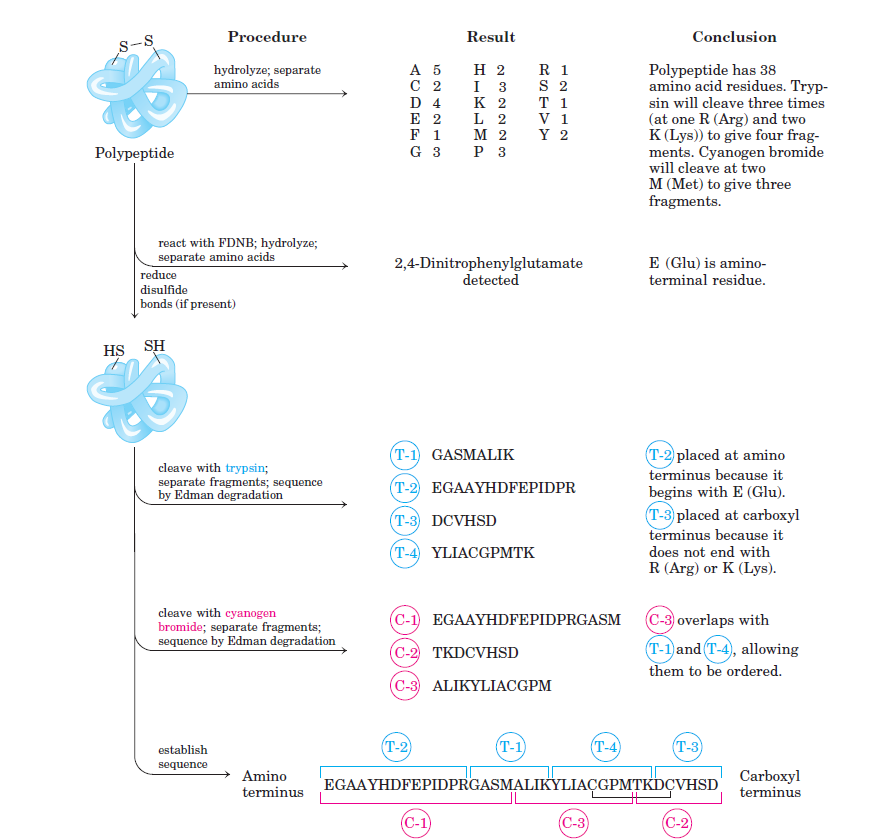 S—S
Procedure
Result
Conclusion
hydrolyze; separate
amino acids
A 5 H 2 R 1
C 2 I 3 S 2
D 4 K 2 T 1
E 2 L 2 V 1
F 1 M 2 Y 2
G 3 P 3
Polypeptide has 38
amino acid residues. Tryp-
sin will cleave three times
(at one R (Arg) and two
K (Lys)) to give four frag-
ments. Cyanogen bromide
will cleave at two
M (Met) to give three
fragments.
Polypeptide
react with FDNB; hydrolyze;
separate amino acids
2,4-Dinitrophenylglutamate
detected
E (Glu) is amino-
terminal residue.
reduce
disulfide
bonds (if present)
HS SH
cleave with trypsin;
separate fragments; sequence
by Edman degradation
T-1 GASMALIK
T-2 EGAAYHDFEPIDPR
T-3 DCVHSD
T-4 YLIACGPMTK
T-2 placed at amino
terminus because it
begins with E (Glu).
T-3 placed at carboxyl
terminus because it
does not end with
R (Arg) or K (Lys).
cleave with cyanogen
bromide; separate fragments;
sequence by Edman degradation
C-1 EGAAYHDFEPIDPRGASM
C-2 TKDCVHSD
C-3 ALIKYLIACGPM
C-3 overlaps with
T-1 and T-4, allowing
them to be ordered.
establish
sequence
T-2 T-1 T-4 T-3
Amino
terminus
EGAAYHDFEPIDPRGASMALIKYLIACGPMTKDCVHSD
Carboxyl
terminus
C-1 C-3 C-2